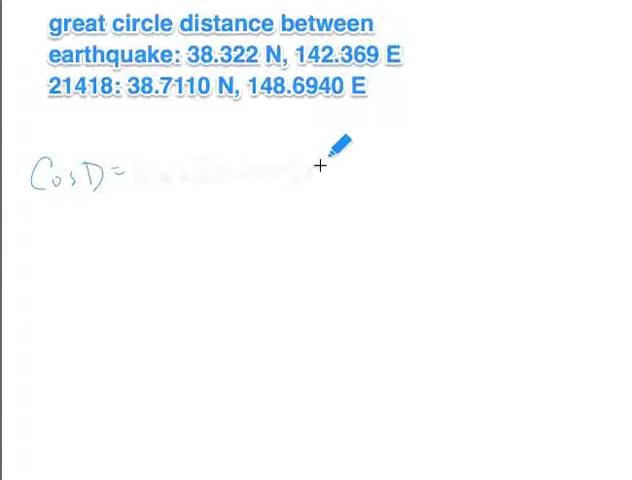 great circle distance between
earthquake: 38.322 N, 142.369 E
21418: 38.7110 N, 148.6940 E
CosD=